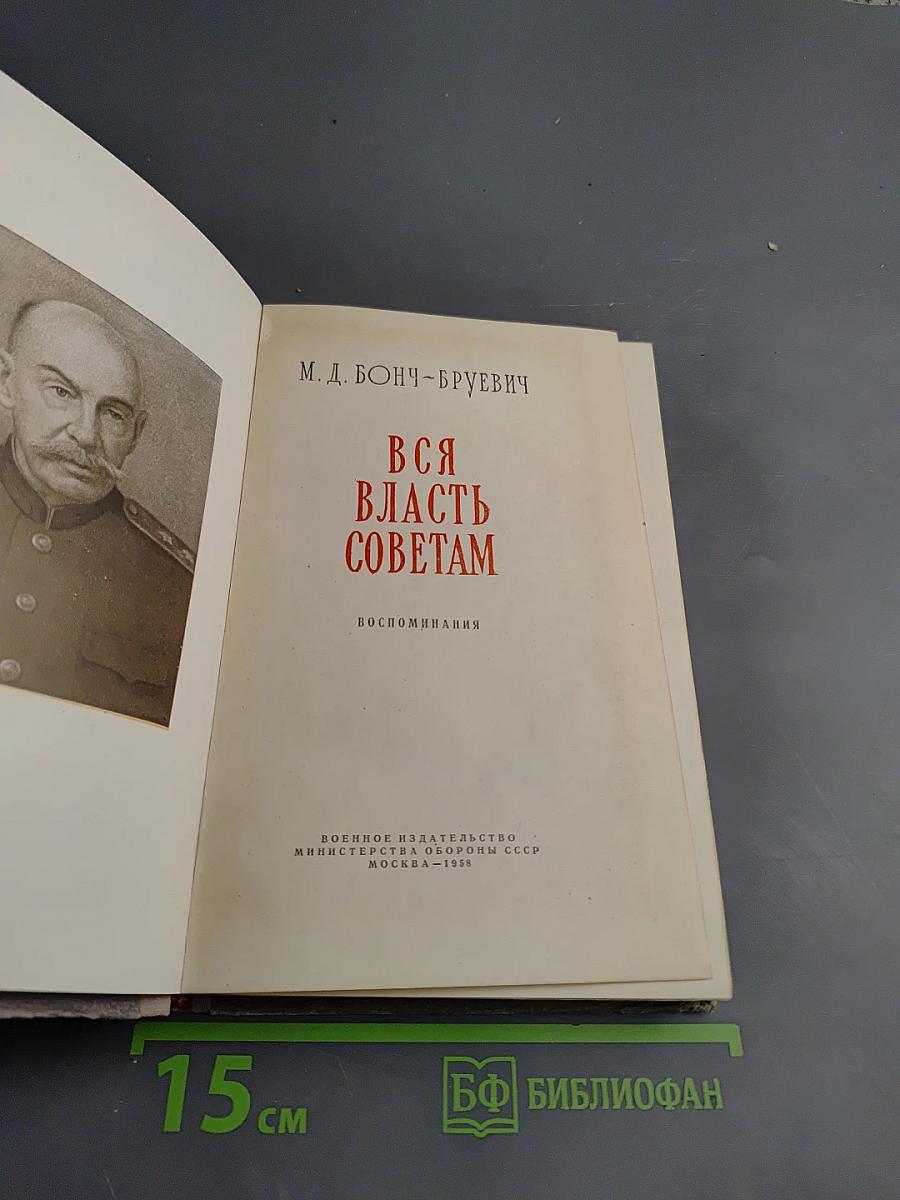 М. Д. БОНЧ~БРУЕВИЧ
ВСЯ
ВЛАСТЬ
СОВЕТАМ
ВОСПОМИНАНИЯ
ВОЕННОЕ ИЗДАТЕЛЬСТВО
МИНИСТЕРСТВА ОБОРОНЫ СССР
МОСКВА—1958
15 см
БФ БИБЛИОФАН